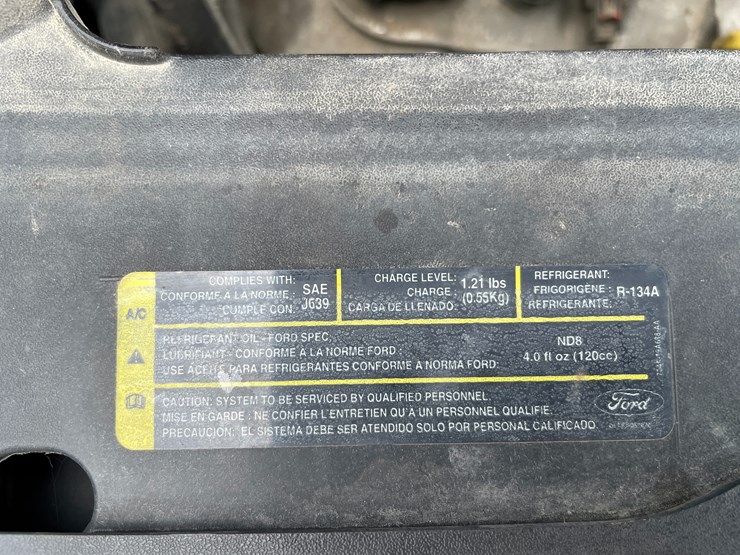 A/C
COMPLIES WITH:
CONFORME A LA NORME
CUMPLE CON.
SAE
J639
CHARGE LEVEL:
CHARGE
CARGA DE LLENADO:
1.21 lbs
(0.55Kg)
REFRIGERANT:
FRIGORIGÈNE:
REFRIGERANTE:
R-134A
REFRIGERANT OIL - FORD SPEC.
LUBRIFIANT - CONFORME À LA NORME FORD :
USE ACEITE PARA REFRIGERANTES CONFORME A NORMA FORD:
ND8
4.0 fl oz (120cc)
CAUTION: SYSTEM TO BE SERVICED BY QUALIFIED PERSONNEL.
MISE EN GARDE : NE CONFIER L'ENTRETIEN QU'À UN PERSONNEL QUALIFIE.
PRECAUCION: EL SISTEMA DEBE SER ATENDIDO SOLO POR PERSONAL CALIFICADO
Ford